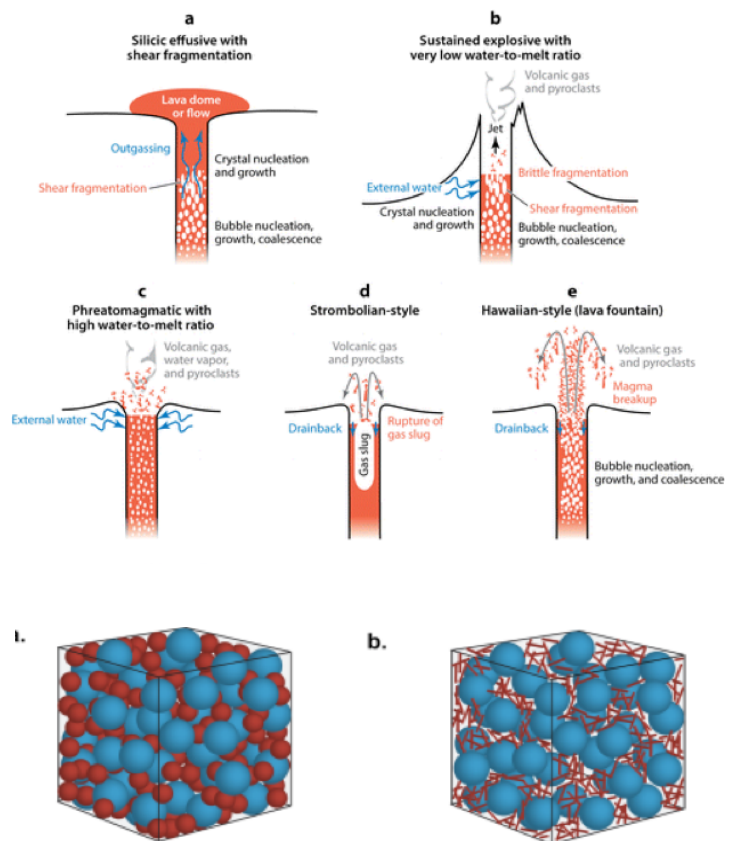 a
Silicic effusive with
shear fragmentation
Lava dome
or flow
Outgassing
Crystal nucleation
and growth
Shear fragmentation
Bubble nucleation,
growth, coalescence
b
Sustained explosive with
very low water-to-melt ratio
Volcanic gas
and pyroclasts
Jet
Brittle fragmentation
External water
Shear fragmentation
Crystal nucleation
and growth
Bubble nucleation,
growth, coalescence
c
Phreatomagmatic with
high water-to-melt ratio
Volcanic gas,
water vapor,
and pyroclasts
External water
d
Strombolian-style
Volcanic gas
and pyroclasts
Drainback
Rupture of
gas slug
Gas slug
e
Hawaiian-style (lava fountain)
Volcanic gas
and pyroclasts
Magma
breakup
Drainback
Bubble nucleation,
growth, and coalescence
b.